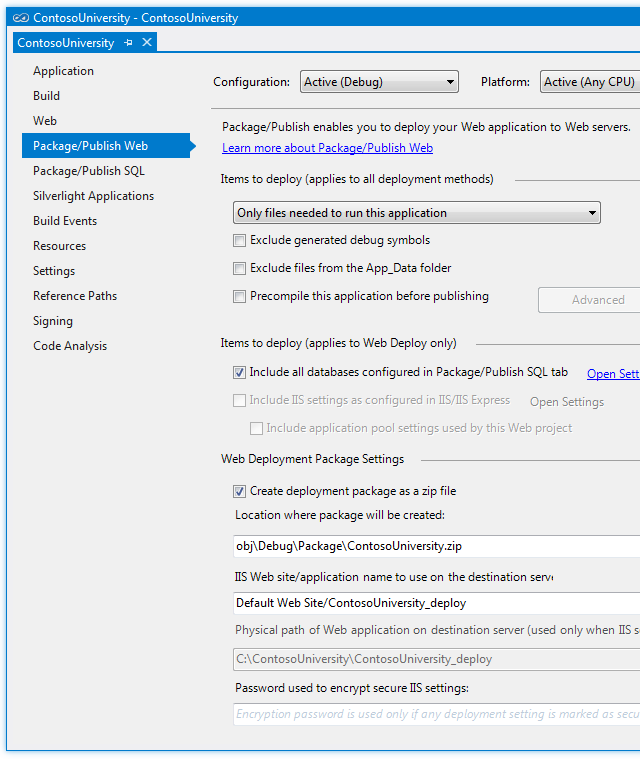 ContosoUniversity - ContosoUniversity
ContosoUniversity
Application
Build
Web
Package/Publish Web
Package/Publish SQL
Silverlight Applications
Build Events
Resources
Settings
Reference Paths
Signing
Code Analysis
Configuration: Active (Debug) Platform: Active (Any CPU)
Package/Publish enables you to deploy your Web application to Web servers.
Learn more about Package/Publish Web
Items to deploy (applies to all deployment methods)
Only files needed to run this application
Exclude generated debug symbols
Exclude files from the App_Data folder
Precompile this application before publishing Advanced
Items to deploy (applies to Web Deploy only)
Include all databases configured in Package/Publish SQL tab Open Sett
Include IIS settings as configured in IIS/IIS Express Open Settings
Include application pool settings used by this Web project
Web Deployment Package Settings
Create deployment package as a zip file
Location where package will be created:
obj\Debug\Package\ContosoUniversity.zip
IIS Web site/application name to use on the destination serve
Default Web Site/ContosoUniversity_deploy
Physical path of Web application on destination server (used only when IIS s
C:\ContosoUniversity\ContosoUniversity_deploy
Password used to encrypt secure IIS settings:
Encryption password is used only if any deployment setting is marked as secu